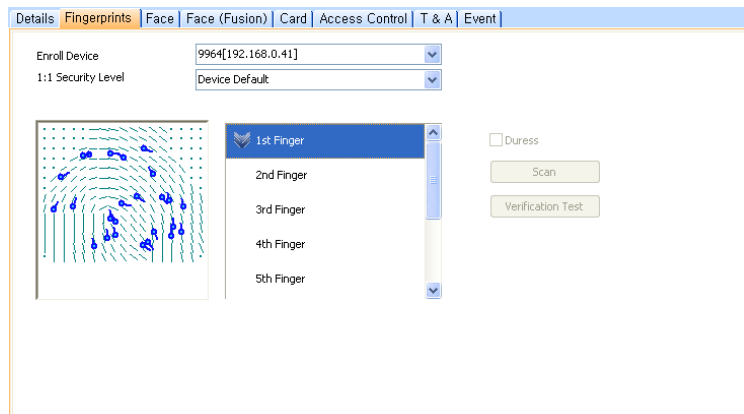 Details Fingerprints Face Face (Fusion) Card Access Control T & A Event
Enroll Device 9964[192.168.0.41]
1:1 Security Level Device Default
1st Finger Duress
2nd Finger Scan
3rd Finger Verification Test
4th Finger
5th Finger